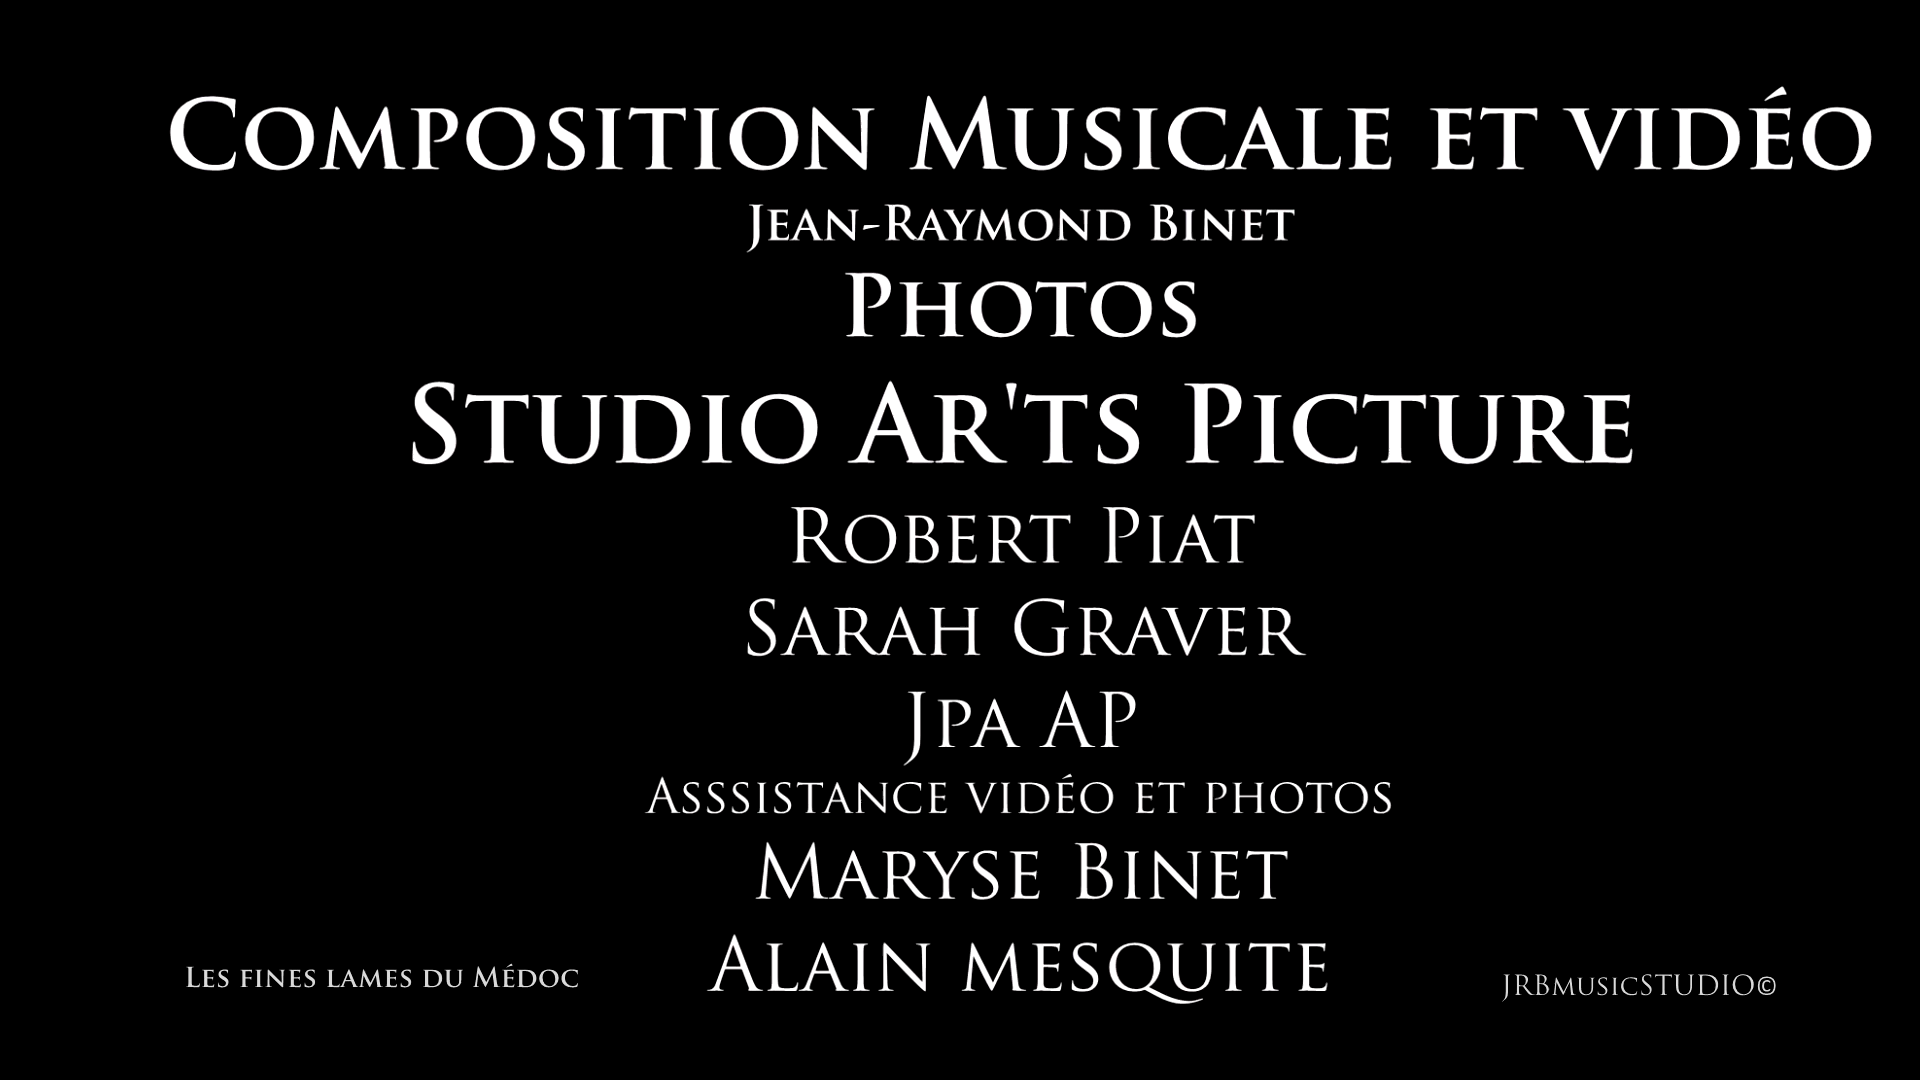 Composition Musicale et vidéo
Jean-Raymond Binet
Photos
Studio Ar'ts Picture
Robert Piat
Sarah Graver
Jpa AP
Asssistance vidéo et photos
Maryse Binet
Alain mesquite
Les fines lames du Médoc
JRBmusicSTUDIO©